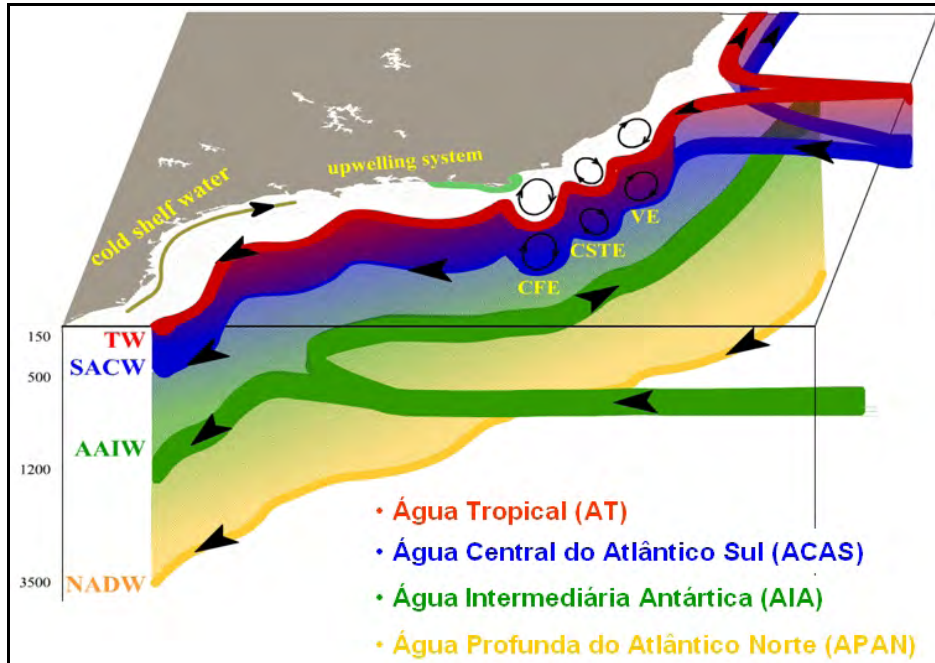 upwelling system
cold shelf water
VE
CSTE
CFE
150
TW
SACW
500
AAIW
1200
• Água Tropical (AT)
• Água Central do Atlântico Sul (ACAS)
3500
NADW
• Água Intermediária Antártica (AIA)
• Água Profunda do Atlântico Norte (APAN)